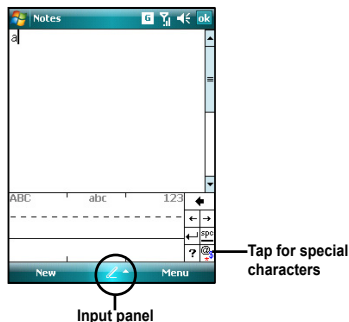 Notes G ok
a
ABC abc 123
spc
? @
Tap for special
characters
New Menu
Input panel